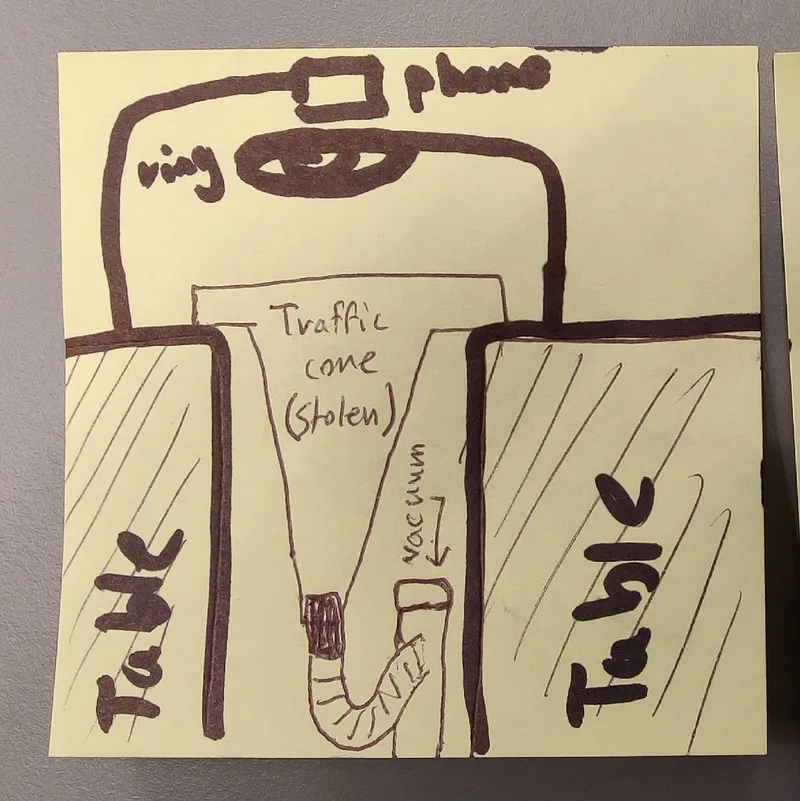 phone
ring
Traffic
cone
(Stolen)
vacuum
Table
Table